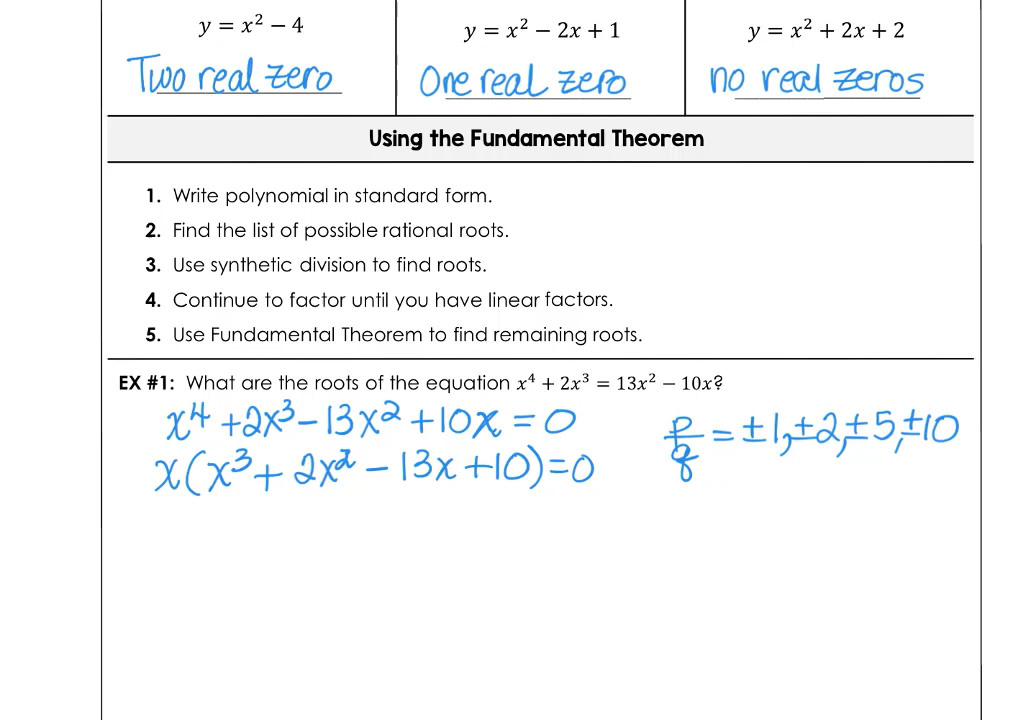 y = x² − 4
y = x² − 2x + 1
y = x² + 2x + 2
Two real zero
One real zero
no real zeros
Using the Fundamental Theorem
1. Write polynomial in standard form.
2. Find the list of possible rational roots.
3. Use synthetic division to find roots.
4. Continue to factor until you have linear factors.
5. Use Fundamental Theorem to find remaining roots.
EX #1: What are the roots of the equation x⁴ + 2x³ = 13x² − 10x?
x⁴ + 2x³ − 13x² + 10x = 0
p/q = ±1, ±2, ±5, ±10
x(x³ + 2x² − 13x + 10) = 0